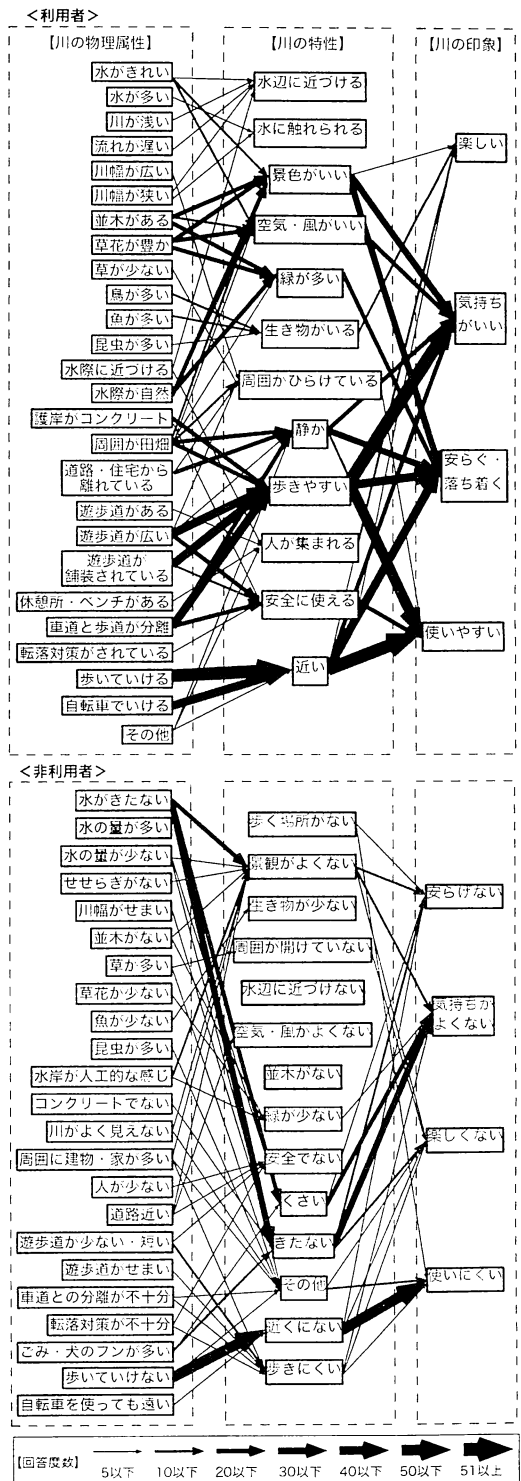 ＜利用者＞
【川の物理属性】
【川の特性】
【川の印象】
水がきれい
水が多い
川が浅い
流れが遅い
川幅が広い
川幅が狭い
並木がある
草花が豊か
草が少ない
鳥が多い
魚が多い
昆虫が多い
水際に近づける
水際が自然
護岸がコンクリート
周囲が田畑
道路・住宅から
離れている
遊歩道がある
遊歩道が広い
遊歩道が
舗装されている
休憩所・ベンチがある
車道と歩道が分離
転落対策がされている
歩いていける
自転車でいける
その他
水辺に近づける
水に触れられる
景色がいい
空気・風がいい
緑が多い
生き物がいる
周囲がひらけている
静か
歩きやすい
人が集まれる
安全に使える
近い
楽しい
気持ち
がいい
安らぐ・
落ち着く
使いやすい
＜非利用者＞
水がきたない
水の量が多い
水の量が少ない
せせらぎがない
川幅がせまい
並木がない
草が多い
草花が少ない
魚が少ない
昆虫が多い
水岸が人工的な感じ
コンクリートでない
川がよく見えない
周囲に建物・家が多い
人が少ない
道路近い
遊歩道が少ない・短い
遊歩道がせまい
車道との分離が不十分
転落対策が不十分
ごみ・犬のフンが多い
歩いていけない
自転車を使っても遠い
歩く場所がない
景観がよくない
生き物が少ない
周囲が開けていない
水辺に近づけない
空気・風がよくない
並木がない
緑が少ない
安全でない
くさい
きたない
その他
近くにない
歩きにくい
安らげない
気持ちが
よくない
楽しくない
使いにくい
【回答度数】
5以下
10以下
20以下
30以下
40以下
50以下
51以上